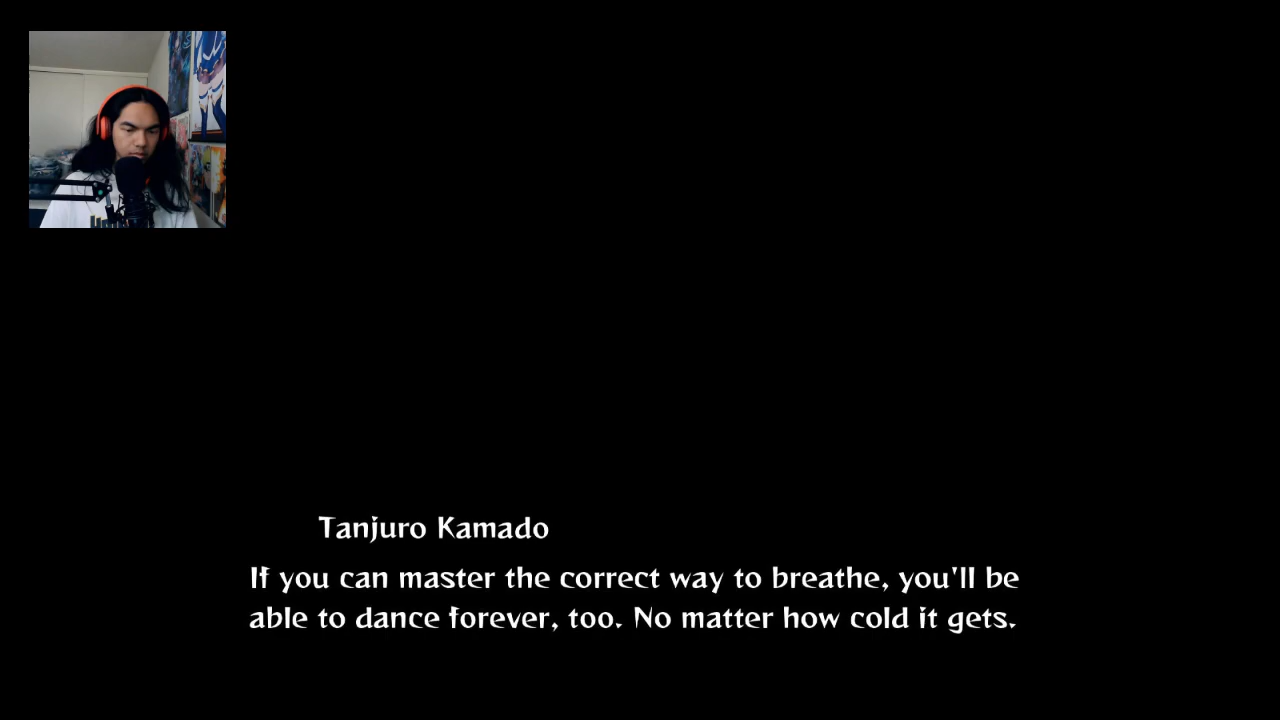 Tanjuro Kamado
If you can master the correct way to breathe, you'll be
able to dance forever, too. No matter how cold it gets.